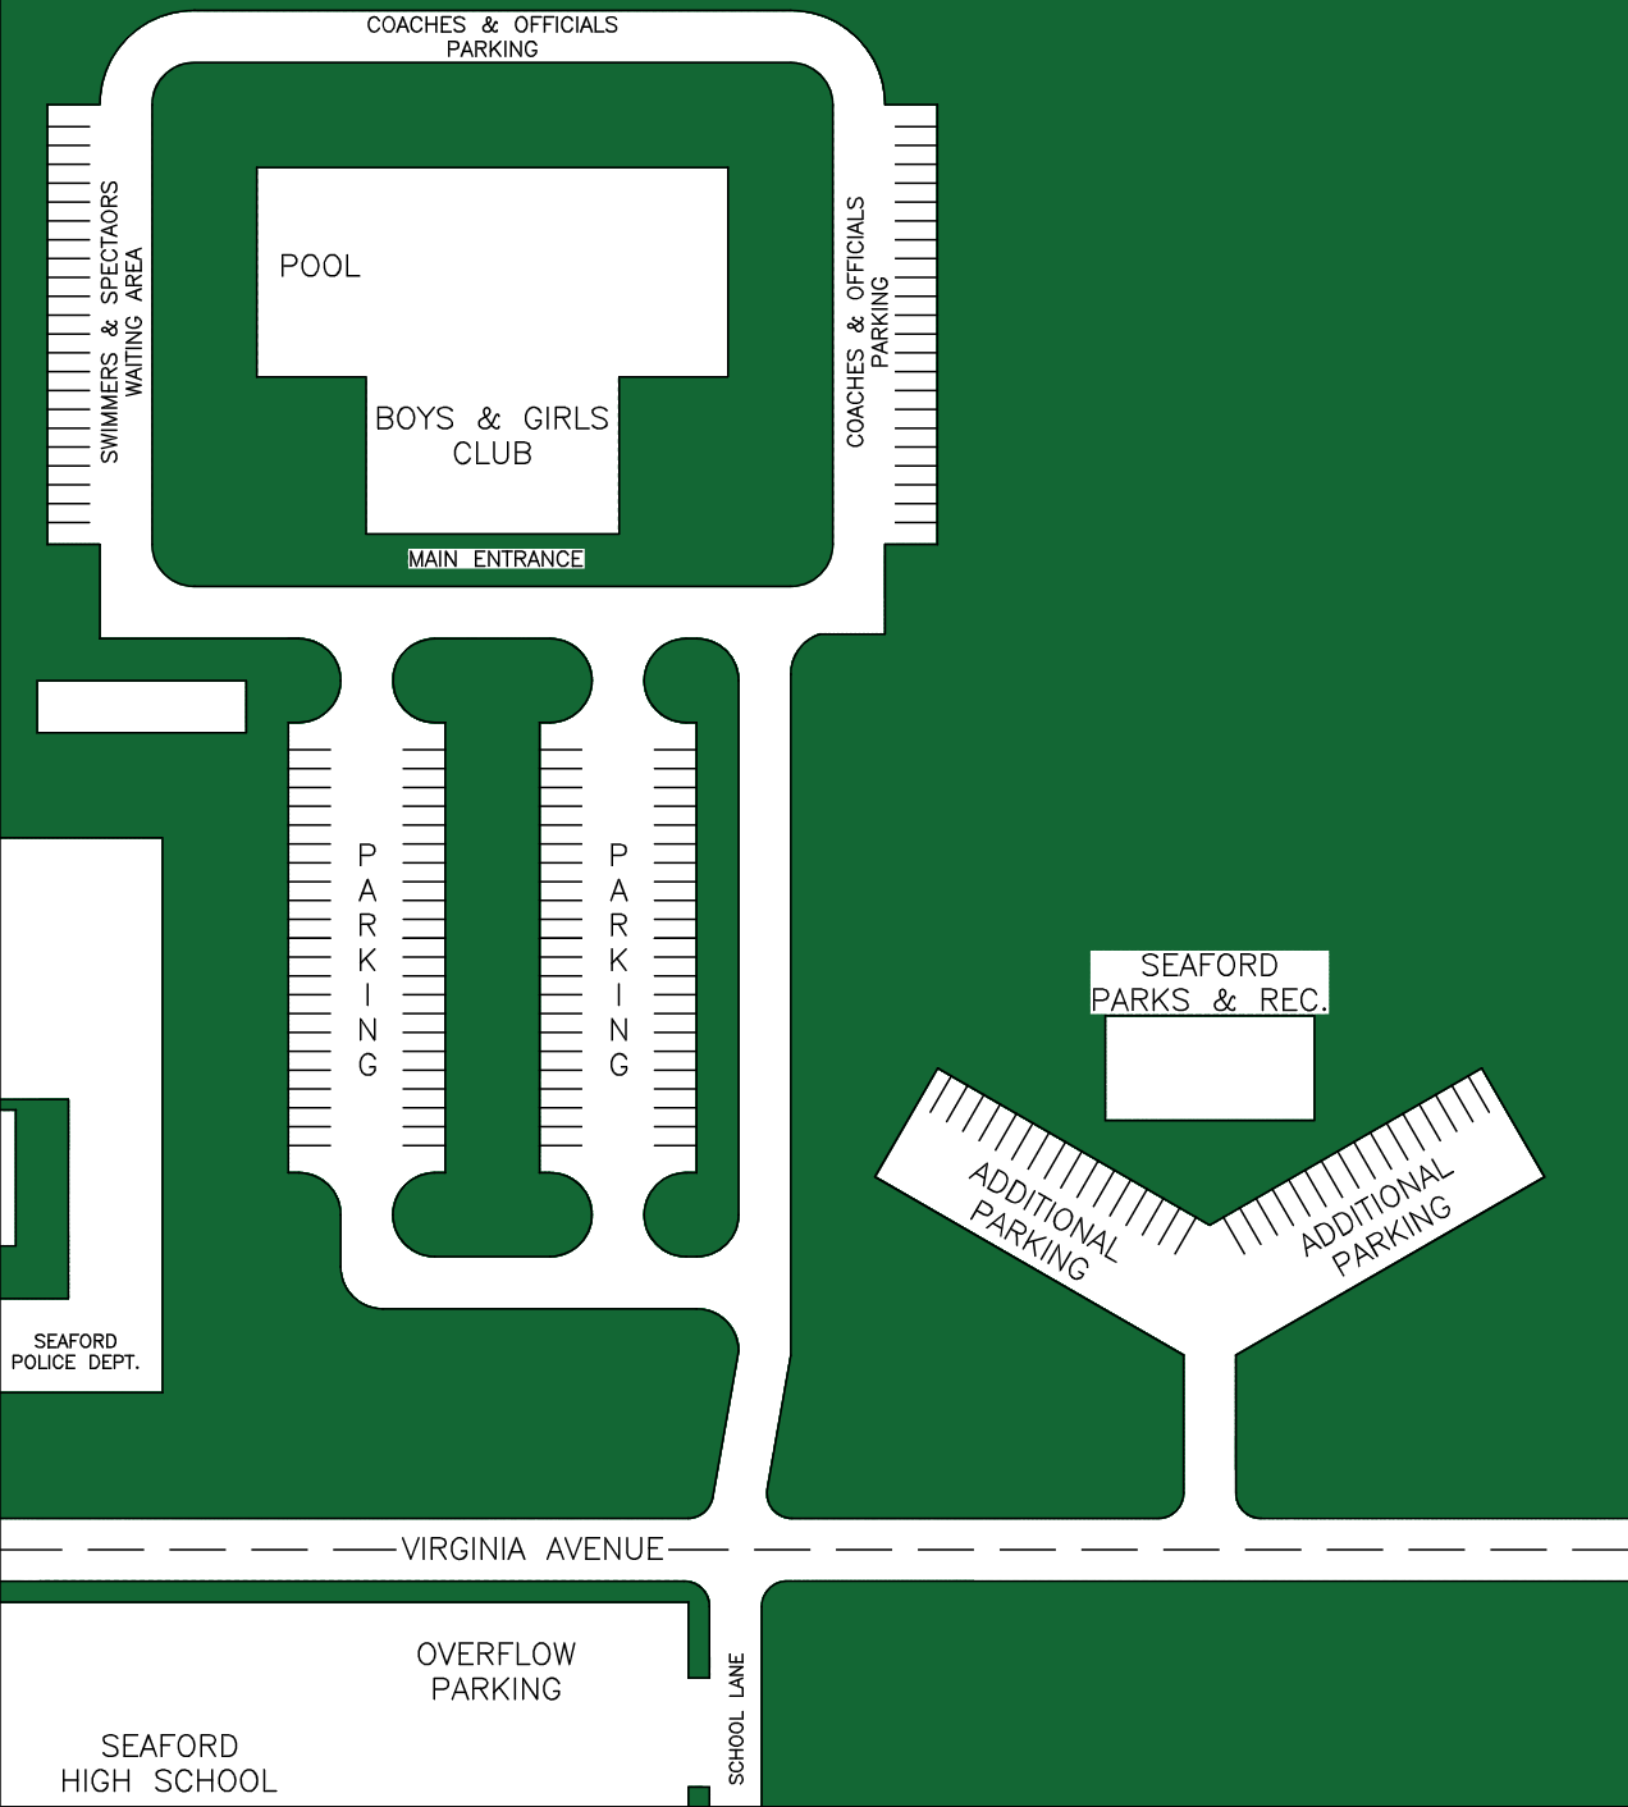 COACHES & OFFICIALS
PARKING
SWIMMERS & SPECTAORS
WAITING AREA
POOL
COACHES & OFFICIALS
PARKING
BOYS & GIRLS
CLUB
MAIN ENTRANCE
PARKING
PARKING
SEAFORD
PARKS & REC.
ADDITIONAL
PARKING
ADDITIONAL
PARKING
SEAFORD
POLICE DEPT.
VIRGINIA AVENUE
OVERFLOW
PARKING
SCHOOL LANE
SEAFORD
HIGH SCHOOL